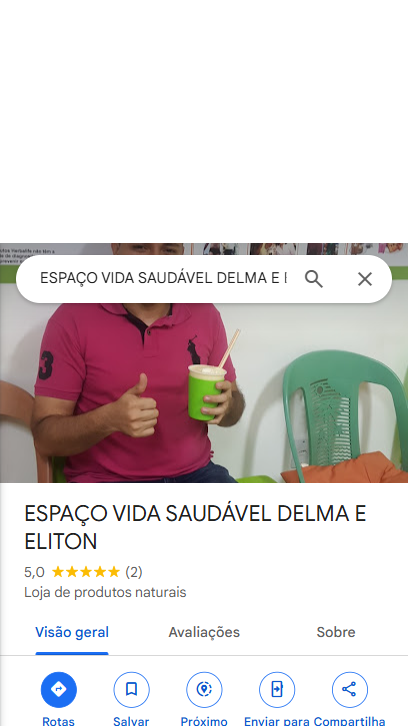 ESPAÇO VIDA SAUDÁVEL DELMA E E
3
ESPAÇO VIDA SAUDÁVEL DELMA E
ELITON
5,0 ★★★★★ (2)
Loja de produtos naturais
Visão geral Avaliações Sobre
Rotas Salvar Próximo Enviar para Compartilhar